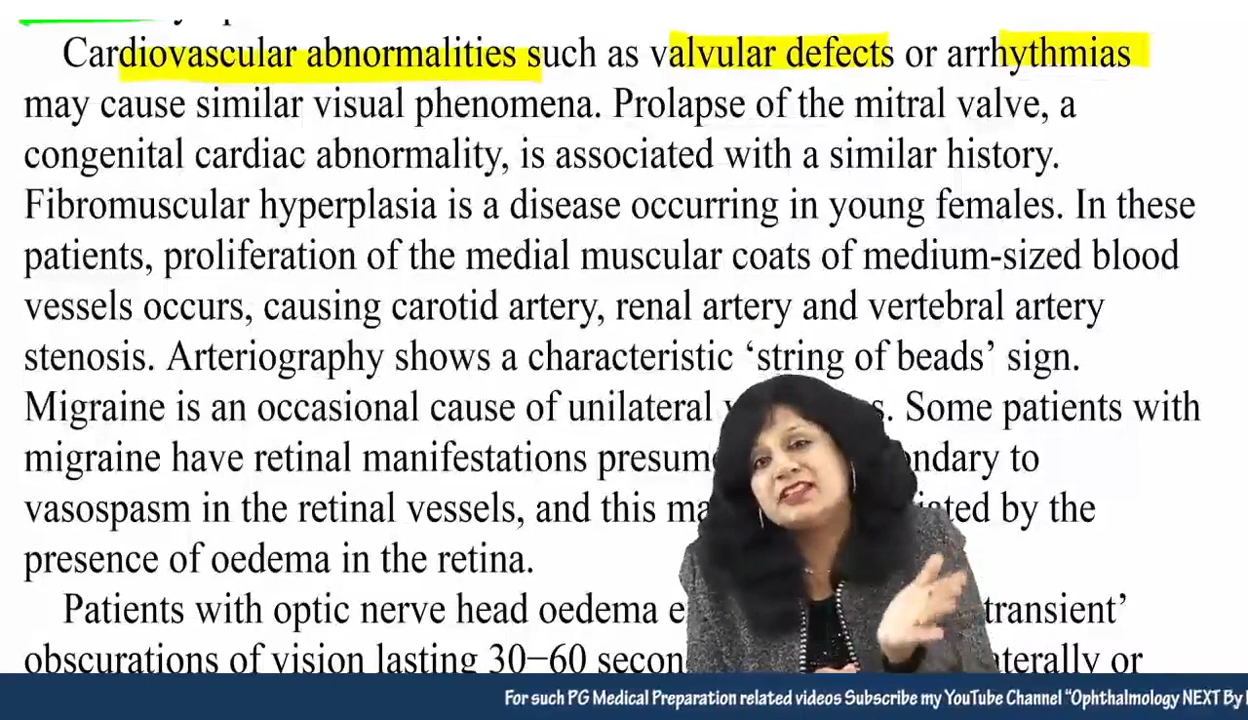 Cardiovascular abnormalities such as valvular defects or arrhythmias
may cause similar visual phenomena. Prolapse of the mitral valve, a
congenital cardiac abnormality, is associated with a similar history.
Fibromuscular hyperplasia is a disease occurring in young females. In these
patients, proliferation of the medial muscular coats of medium-sized blood
vessels occurs, causing carotid artery, renal artery and vertebral artery
stenosis. Arteriography shows a characteristic ‘string of beads’ sign.
Migraine is an occasional cause of unilateral Some patients with
migraine have retinal manifestations to
vasospasm in the retinal vessels, and this by the
presence of oedema in the retina.
Patients with optic nerve head oedema transient’
obscurations of vision lasting 30–60 or
For such PG Medical Preparation related videos Subscribe my YouTube Channel “Ophthalmology NEXT By